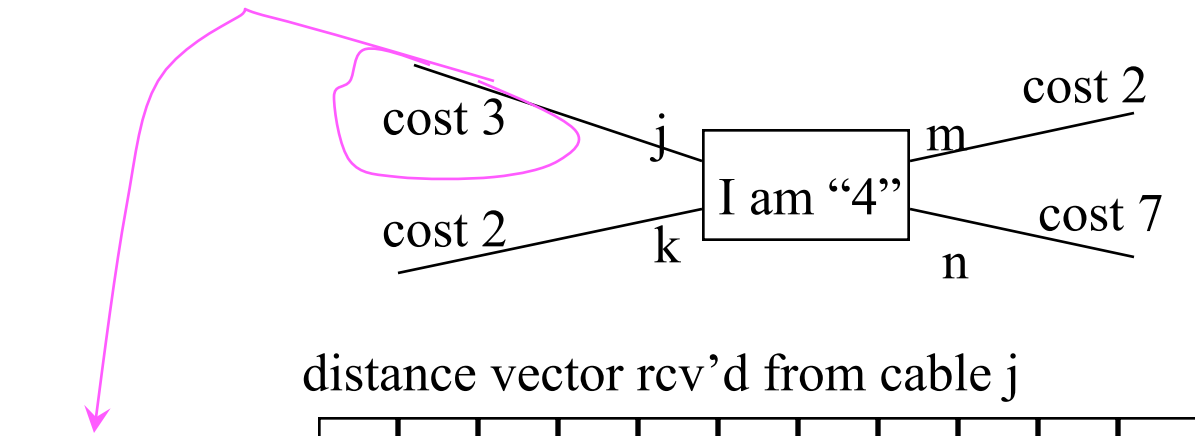 cost 2
cost 3
j
m
I am “4”
cost 2
cost 7
k
n
distance vector rcv’d from cable j